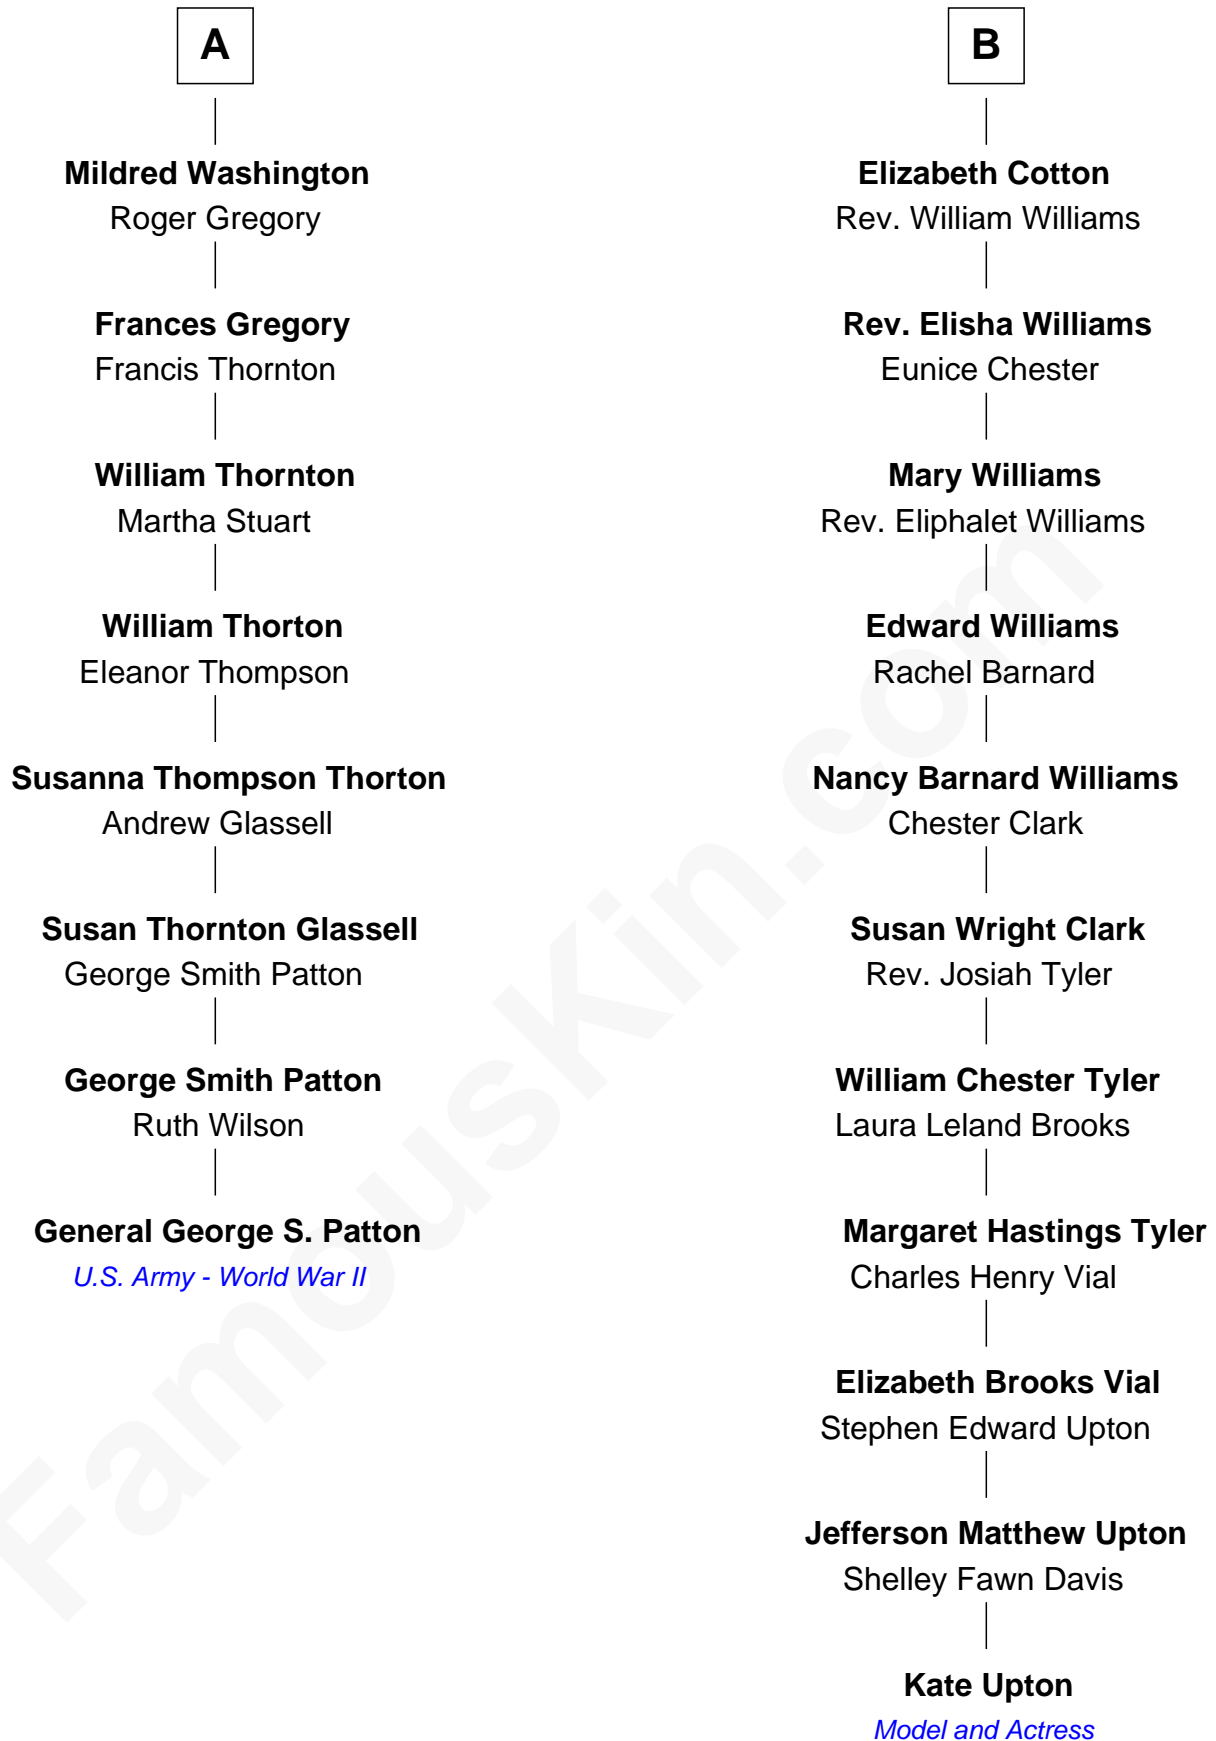 A
Mildred Washington
Roger Gregory
Frances Gregory
Francis Thornton
William Thornton
Martha Stuart
William Thorton
Eleanor Thompson
Susanna Thompson Thorton
Andrew Glassell
Susan Thornton Glassell
George Smith Patton
George Smith Patton
Ruth Wilson
General George S. Patton
U.S. Army - World War II
B
Elizabeth Cotton
Rev. William Williams
Rev. Elisha Williams
Eunice Chester
Mary Williams
Rev. Eliphalet Williams
Edward Williams
Rachel Barnard
Nancy Barnard Williams
Chester Clark
Susan Wright Clark
Rev. Josiah Tyler
William Chester Tyler
Laura Leland Brooks
Margaret Hastings Tyler
Charles Henry Vial
Elizabeth Brooks Vial
Stephen Edward Upton
Jefferson Matthew Upton
Shelley Fawn Davis
Kate Upton
Model and Actress
FamousKin.com